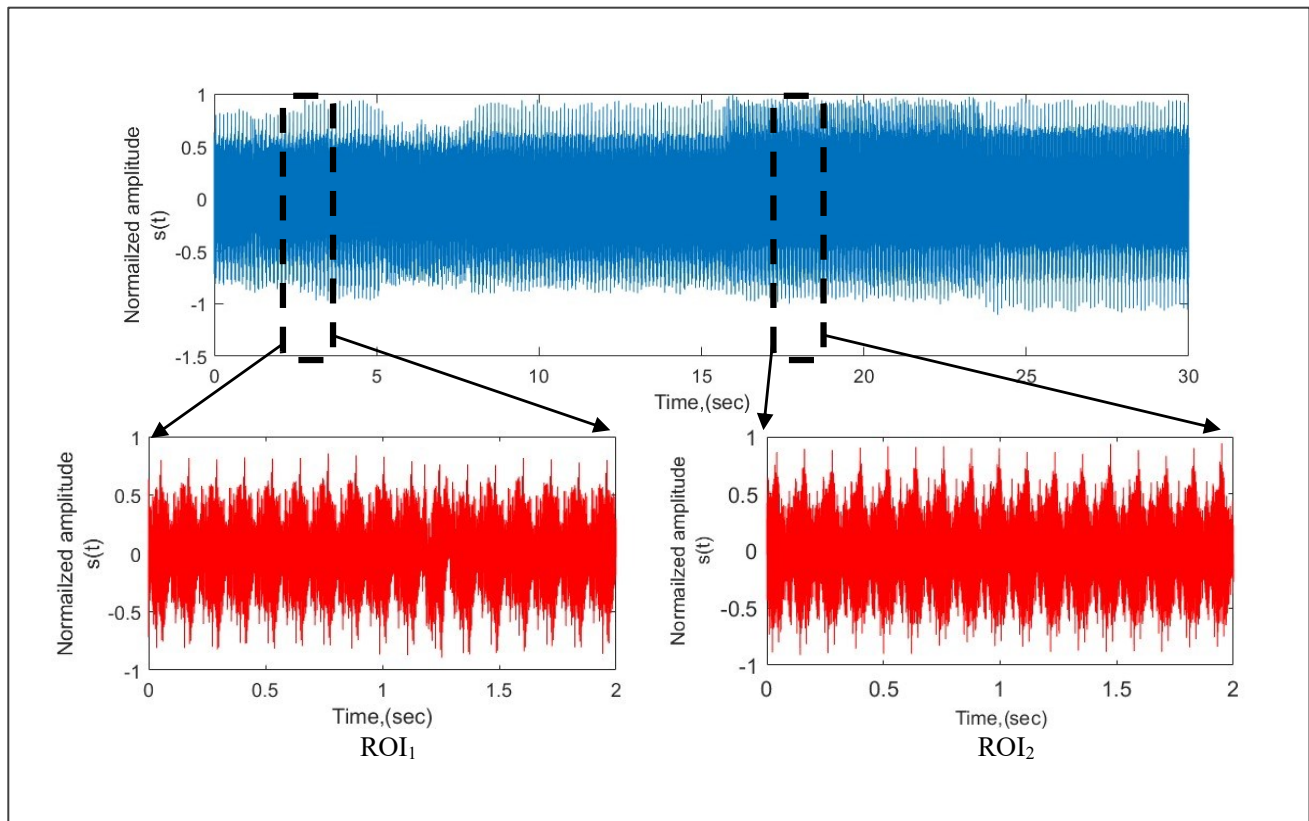 1
0.5
0
-0.5
-1
-1.5
Normailzed amplitude
s(t)
0 5 10 15 20 25 30
Time,(sec)
1
0.5
0
-0.5
-1
Normailzed amplitude
s(t)
0 0.5 1 1.5 2
Time,(sec)
ROI₁
1
0.5
0
-0.5
-1
Normailzed amplitude
s(t)
0 0.5 1 1.5 2
Time,(sec)
ROI₂